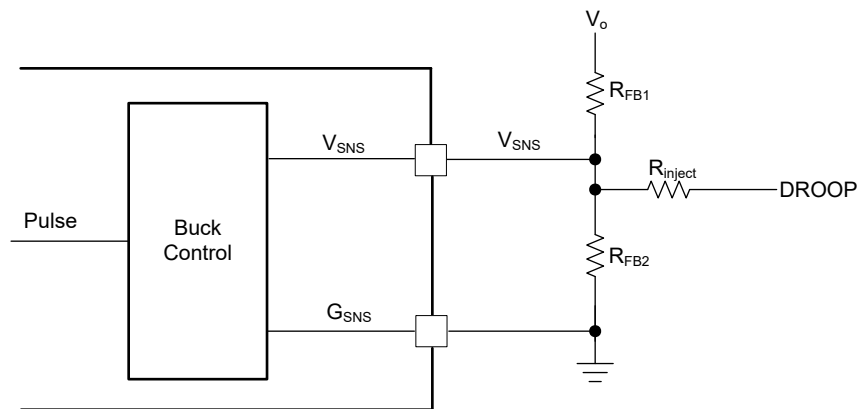 Vo
RFB1
VSNS
VSNS
Rinject
DROOP
Pulse
Buck
Control
RFB2
GSNS